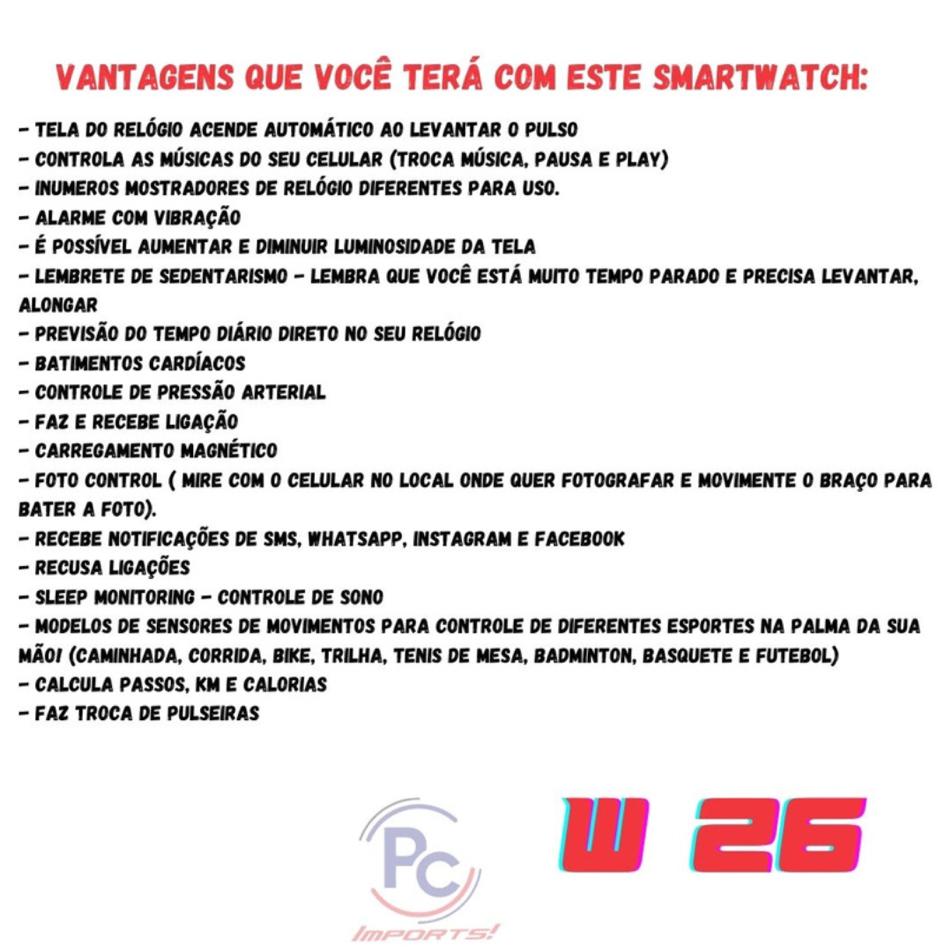 VANTAGENS QUE VOCÊ TERÁ COM ESTE SMARTWATCH:
- TELA DO RELÓGIO ACENDE AUTOMÁTICO AO LEVANTAR O PULSO
- CONTROLA AS MÚSICAS DO SEU CELULAR (TROCA MÚSICA, PAUSA E PLAY)
- INUMEROS MOSTRADORES DE RELÓGIO DIFERENTES PARA USO.
- ALARME COM VIBRAÇÃO
- É POSSÍVEL AUMENTAR E DIMINUIR LUMINOSIDADE DA TELA
- LEMBRETE DE SEDENTARISMO - LEMBRA QUE VOCÊ ESTÁ MUITO TEMPO PARADO E PRECISA LEVANTAR,
ALONGAR
- PREVISÃO DO TEMPO DIÁRIO DIRETO NO SEU RELÓGIO
- BATIMENTOS CARDÍACOS
- CONTROLE DE PRESSÃO ARTERIAL
- FAZ E RECEBE LIGAÇÃO
- CARREGAMENTO MAGNÉTICO
- FOTO CONTROL ( MIRE COM O CELULAR NO LOCAL ONDE QUER FOTOGRAFAR E MOVIMENTE O BRAÇO PARA
BATER A FOTO).
- RECEBE NOTIFICAÇÕES DE SMS, WHATSAPP, INSTAGRAM E FACEBOOK
- RECUSA LIGAÇÕES
- SLEEP MONITORING - CONTROLE DE SONO
- MODELOS DE SENSORES DE MOVIMENTOS PARA CONTROLE DE DIFERENTES ESPORTES NA PALMA DA SUA
MÃO! (CAMINHADA, CORRIDA, BIKE, TRILHA, TENIS DE MESA, BADMINTON, BASQUETE E FUTEBOL)
- CALCULA PASSOS, KM E CALORIAS
- FAZ TROCA DE PULSEIRAS
W 26
PC
IMPORTS!